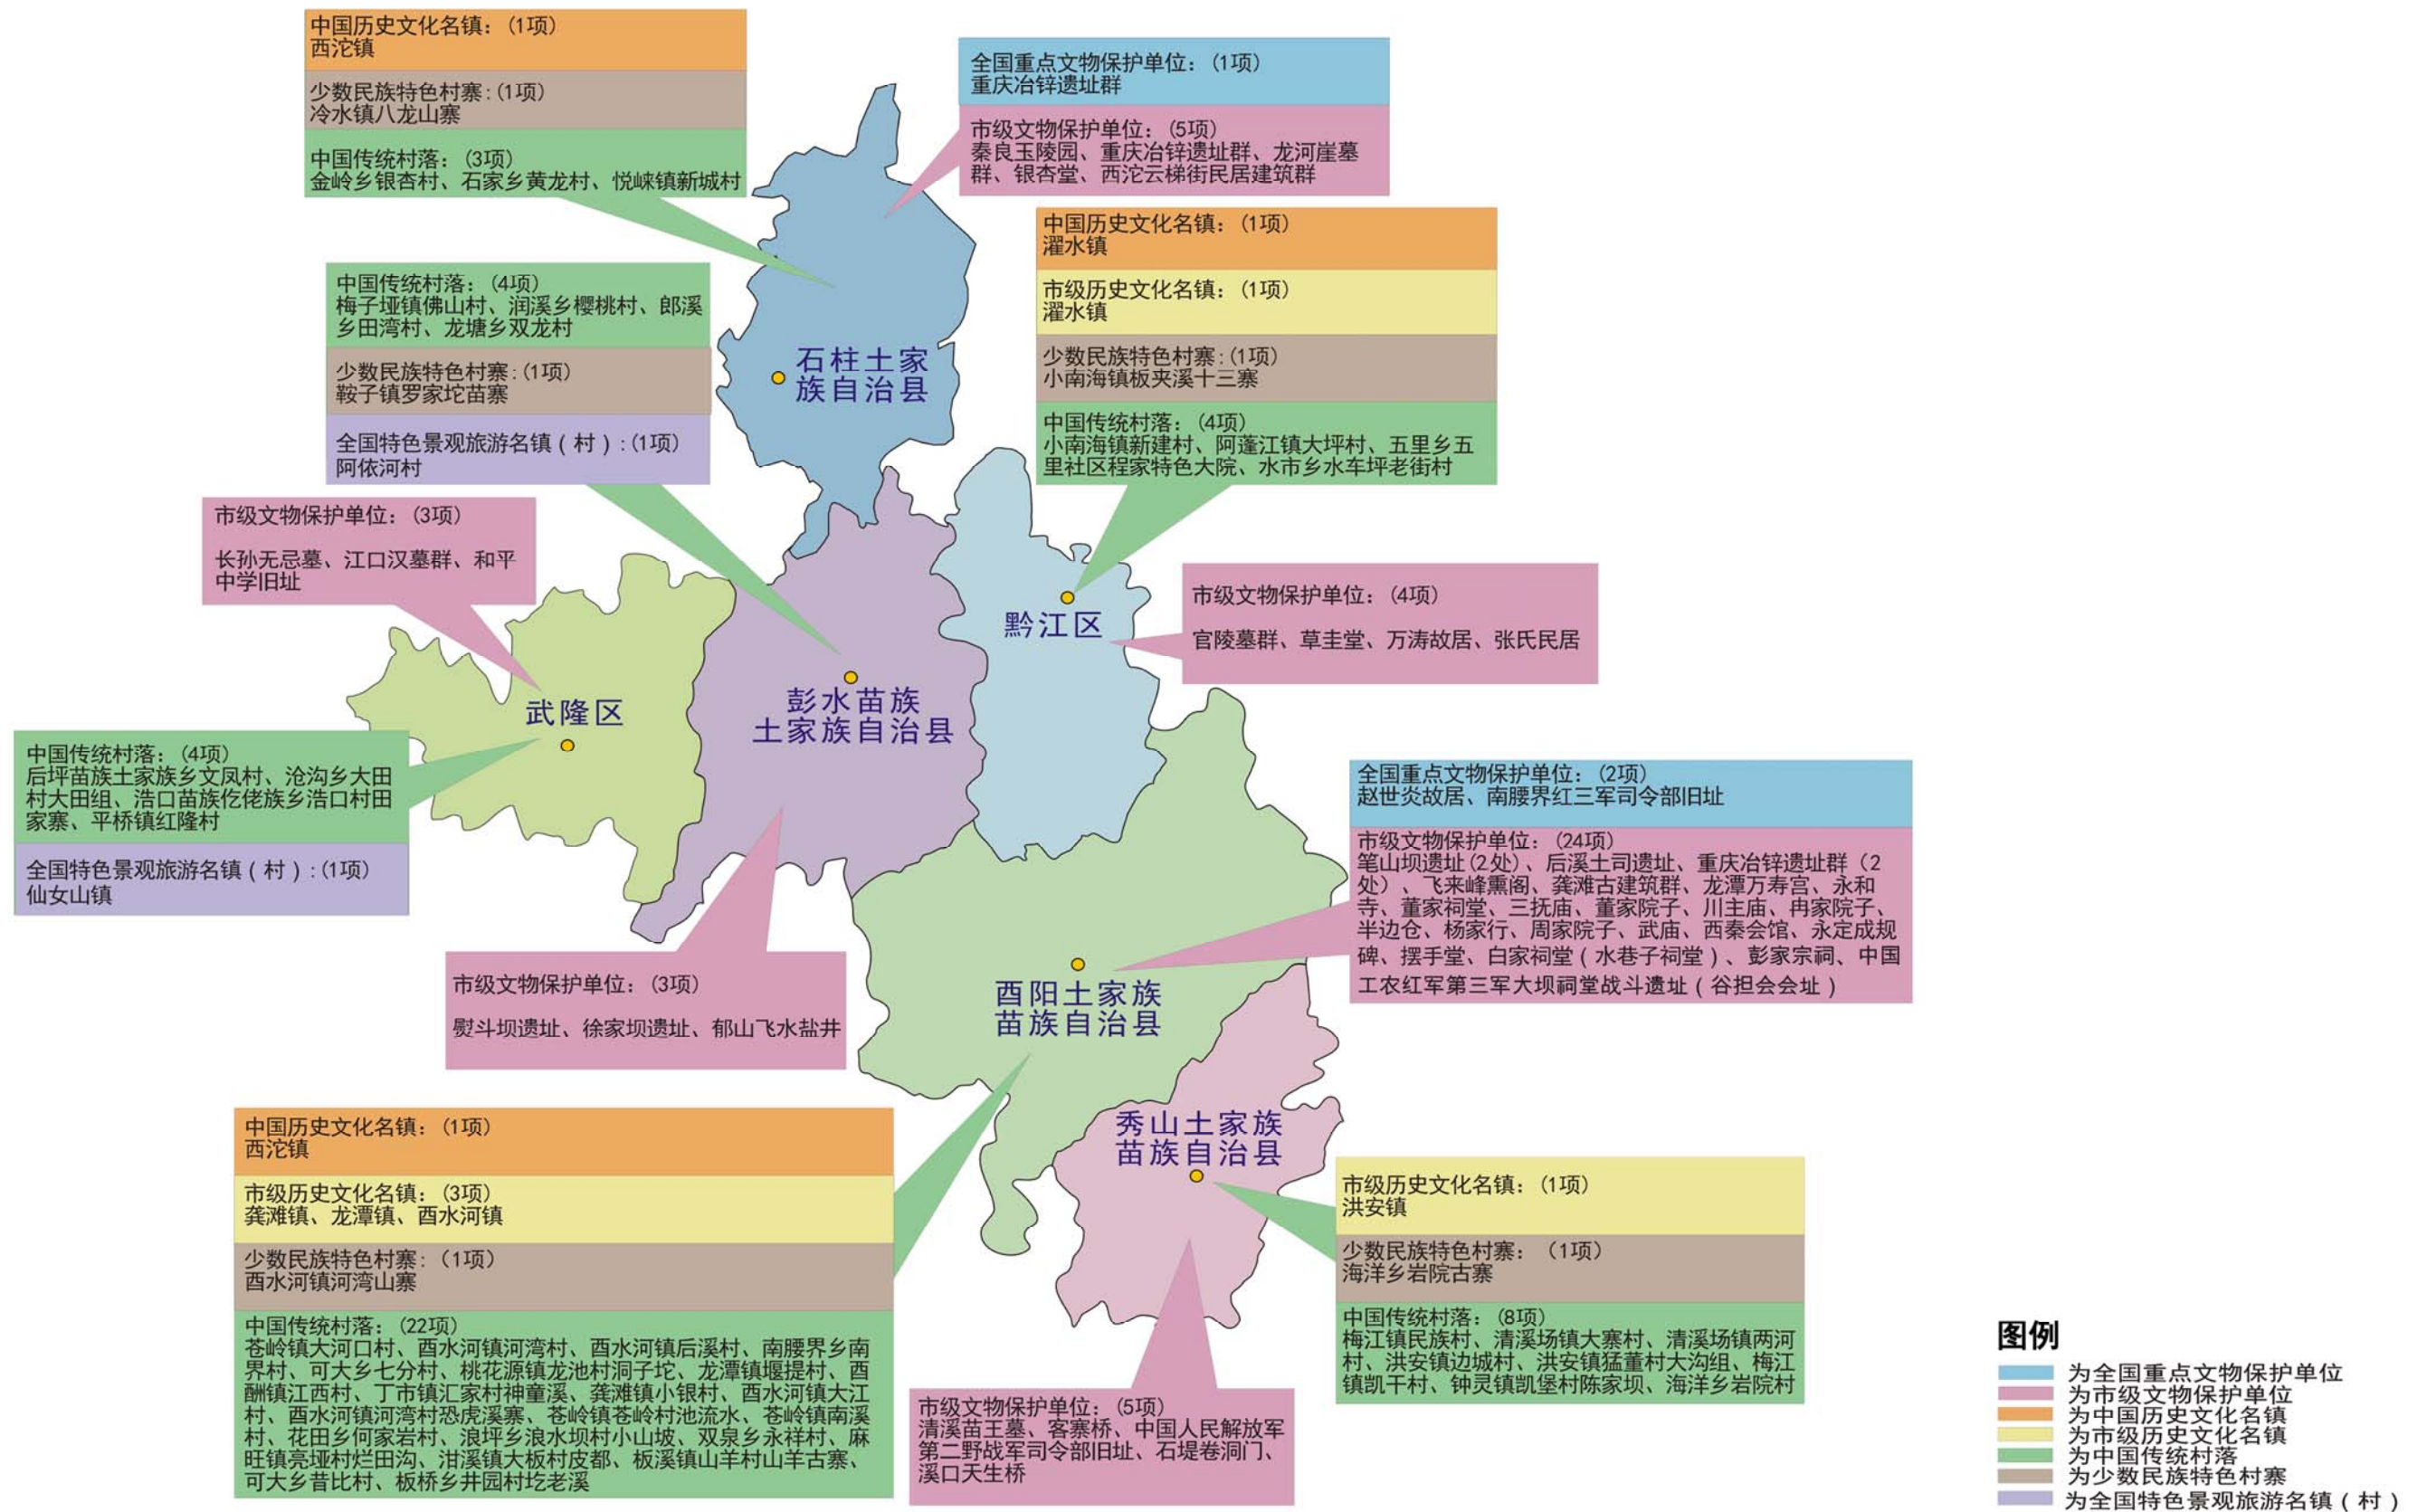 中国历史文化名镇：(1项)
西沱镇
少数民族特色村寨：(1项)
冷水镇八龙山寨
中国传统村落：(3项)
金岭乡银杏村、石家乡黄龙村、悦崃镇新城村
全国重点文物保护单位：(1项)
重庆冶锌遗址群
市级文物保护单位：(5项)
秦良玉陵园、重庆冶锌遗址群、龙河崖墓
群、银杏堂、西沱云梯街民居建筑群
中国历史文化名镇：(1项)
濯水镇
市级历史文化名镇：(1项)
濯水镇
少数民族特色村寨：(1项)
小南海镇板夹溪十三寨
中国传统村落：(4项)
小南海镇新建村、阿蓬江镇大坪村、五里乡五
里社区程家特色大院、水市乡水车坪老街村
中国传统村落：(4项)
梅子垭镇佛山村、润溪乡樱桃村、郎溪
乡田湾村、龙塘乡双龙村
少数民族特色村寨：(1项)
鞍子镇罗家坨苗寨
全国特色景观旅游名镇（村）：(1项)
阿依河村
石柱土家
族自治县
市级文物保护单位：(3项)
长孙无忌墓、江口汉墓群、和平
中学旧址
市级文物保护单位：(4项)
官陵墓群、草圭堂、万涛故居、张氏民居
黔江区
彭水苗族
土家族自治县
武隆区
中国传统村落：(4项)
后坪苗族土家族乡文凤村、沧沟乡大田
村大田组、浩口苗族仡佬族乡浩口村田
家寨、平桥镇红隆村
全国特色景观旅游名镇（村）：(1项)
仙女山镇
全国重点文物保护单位：(2项)
赵世炎故居、南腰界红三军司令部旧址
市级文物保护单位：(24项)
笔山坝遗址(2处)、后溪土司遗址、重庆冶锌遗址群（2
处）、飞来峰熏阁、龚滩古建筑群、龙潭万寿宫、永和
寺、董家祠堂、三抚庙、董家院子、川主庙、冉家院子、
半边仓、杨家行、周家院子、武庙、西秦会馆、永定成规
碑、摆手堂、白家祠堂（水巷子祠堂）、彭家宗祠、中国
工农红军第三军大坝祠堂战斗遗址（谷担会会址）
市级文物保护单位：(3项)
熨斗坝遗址、徐家坝遗址、郁山飞水盐井
酉阳土家族
苗族自治县
秀山土家族
苗族自治县
中国历史文化名镇：(1项)
西沱镇
市级历史文化名镇：(3项)
龚滩镇、龙潭镇、酉水河镇
少数民族特色村寨：（1项）
酉水河镇河湾山寨
中国传统村落：(22项)
苍岭镇大河口村、酉水河镇河湾村、酉水河镇后溪村、南腰界乡南
界村、可大乡七分村、桃花源镇龙池村洞子坨、龙潭镇堰提村、酉
酬镇江西村、丁市镇汇家村神童溪、龚滩镇小银村、酉水河镇大江
村、酉水河镇河湾村恐虎溪寨、苍岭镇苍岭村池流水、苍岭镇南溪
村、花田乡何家岩村、浪坪乡浪水坝村小山坡、双泉乡永祥村、麻
旺镇亮垭村烂田沟、泔溪镇大板村皮都、板溪镇山羊村山羊古寨、
可大乡昔比村、板桥乡井园村圪老溪
市级历史文化名镇：(1项)
洪安镇
少数民族特色村寨：（1项）
海洋乡岩院古寨
中国传统村落：(8项)
梅江镇民族村、清溪场镇大寨村、清溪场镇两河
村、洪安镇边城村、洪安镇猛董村大沟组、梅江
镇凯干村、钟灵镇凯堡村陈家坝、海洋乡岩院村
市级文物保护单位：(5项)
清溪苗王墓、客寨桥、中国人民解放军
第二野战军司令部旧址、石堤卷洞门、
溪口天生桥
图例
为全国重点文物保护单位
为市级文物保护单位
为中国历史文化名镇
为市级历史文化名镇
为中国传统村落
为少数民族特色村寨
为全国特色景观旅游名镇（村）